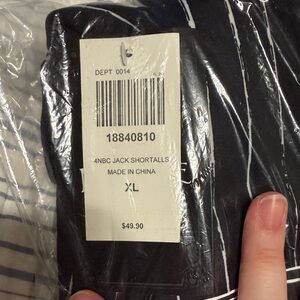 DEPT 0014
18840810
4NBC JACK SHORTALLS
MADE IN CHINA
XL
$49.90